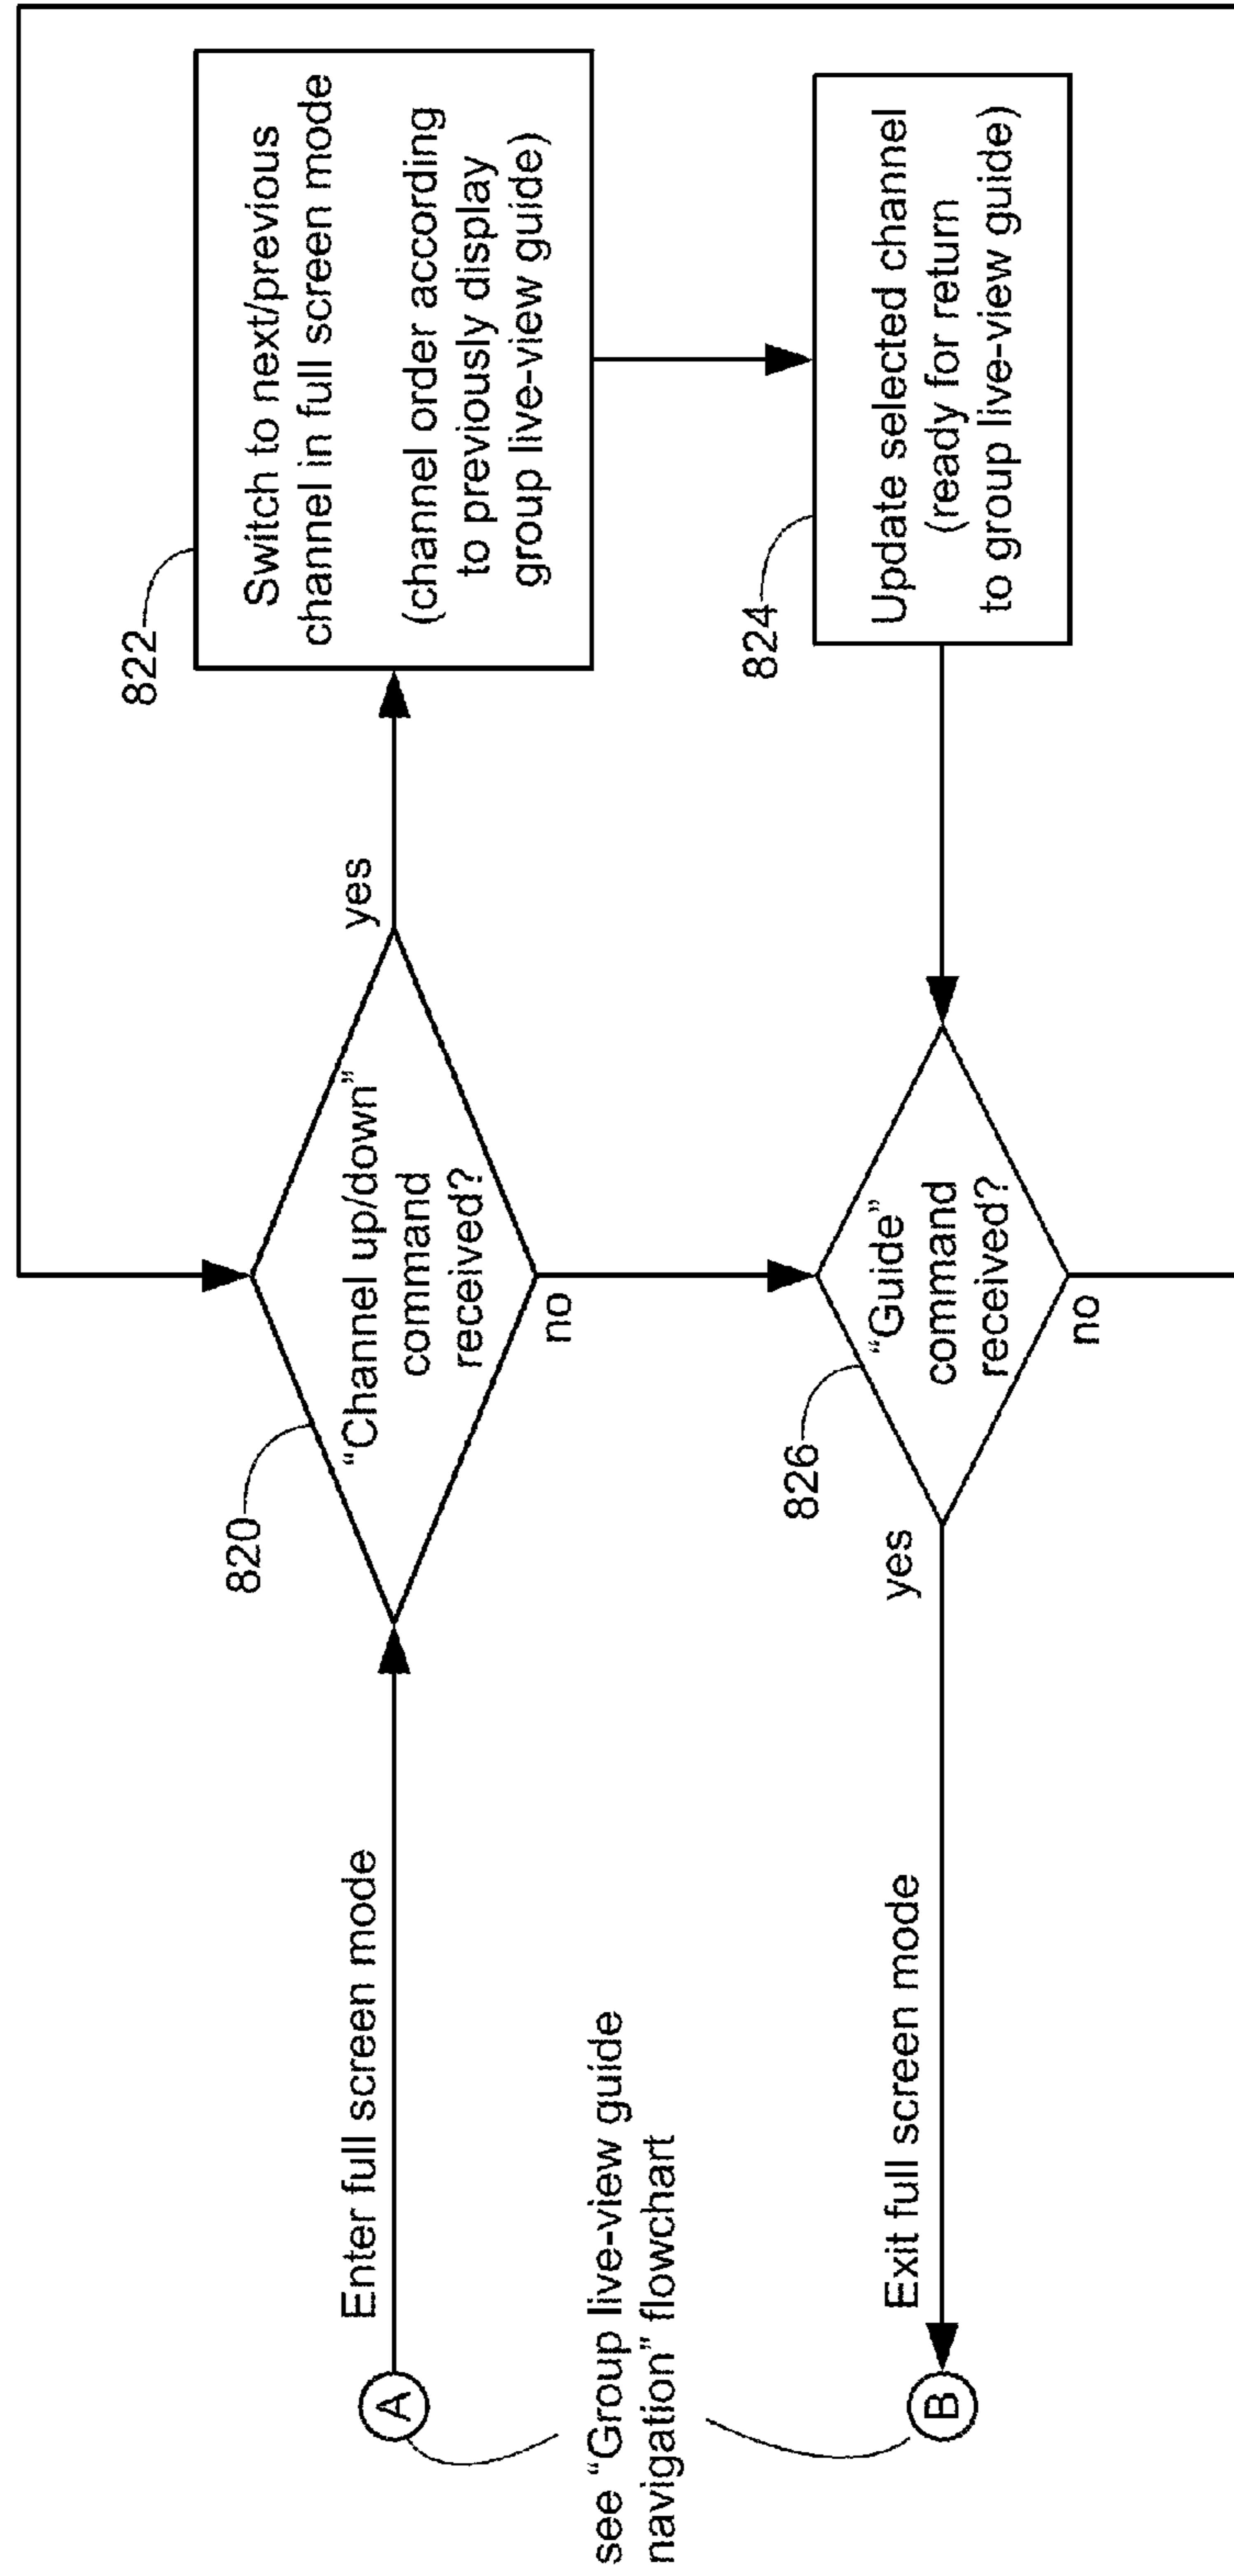 see “Group live-view guide
navigation” flowchart
A
Enter full screen mode
820
“Channel up/down”
command
received?
yes
no
822
Switch to next/previous
channel in full screen mode
(channel order according
to previously display
group live-view guide)
824
Update selected channel
(ready for return
to group live-view guide)
826
“Guide”
command
received?
yes
no
Exit full screen mode
B